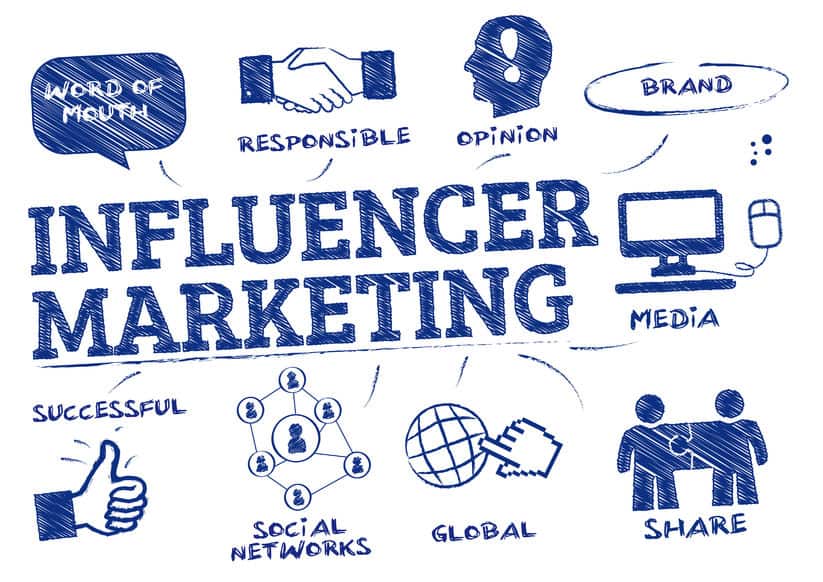 WORD OF
MOUTH
RESPONSiBLE
OPiNiON
BRAND
INFLUENCER
MARKETING
MEDiA
SUCCESSFUL
SOCiAL
NETWORKS
GLOBAL
SHARE